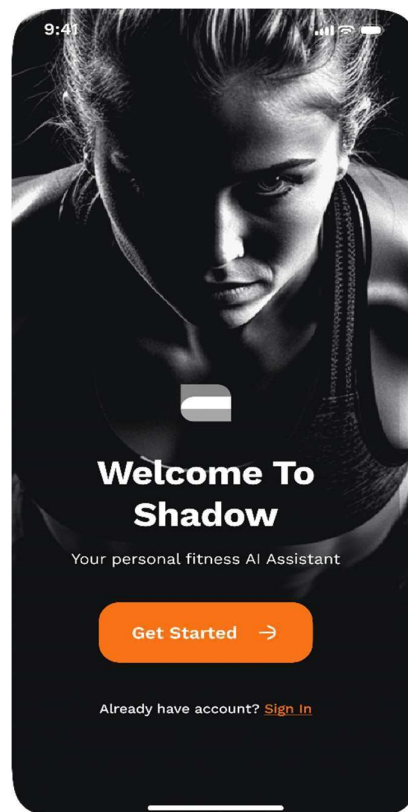 9:41
Welcome To
Shadow
Your personal fitness AI Assistant
Get Started
Already have account? Sign In